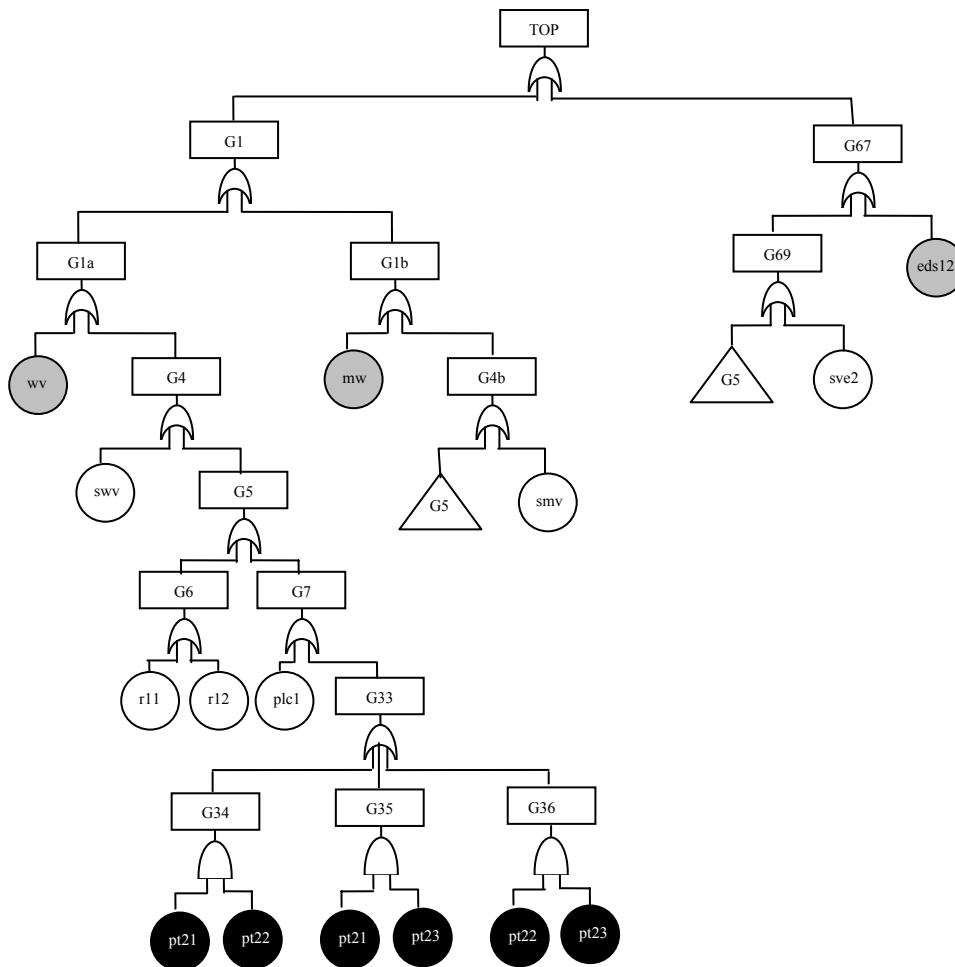 TOP
G1
G67
G1a
G1b
G69
eds12
wv
G4
mw
G4b
G5
sve2
swv
G5
G5
smv
G6
G7
r11
r12
plc1
G33
G34
G35
G36
pt21
pt22
pt21
pt23
pt22
pt23